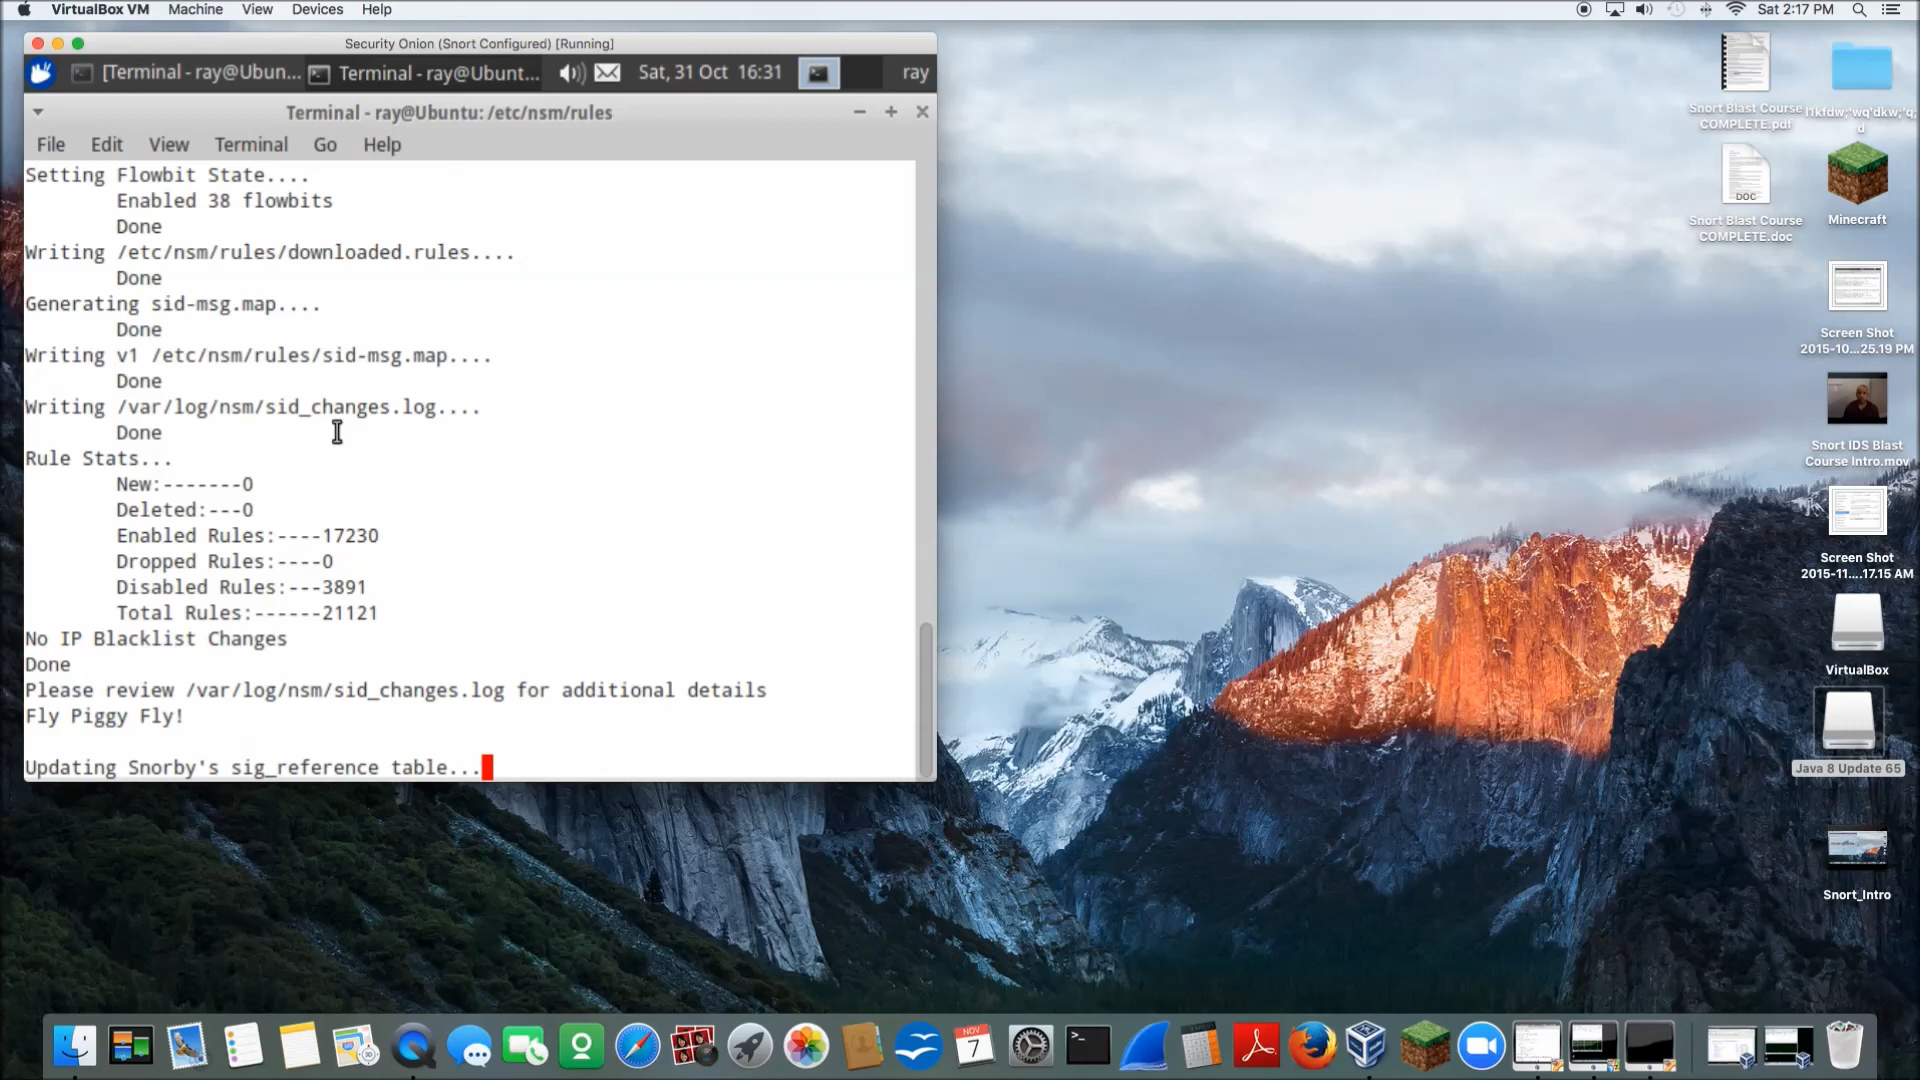 VirtualBox VM Machine View Devices Help
Sat 2:17 PM
Security Onion (Snort Configured) [Running]
[Terminal - ray@Ubun... Terminal - ray@Ubunt... Sat, 31 Oct 16:31 ray
Terminal - ray@Ubuntu: /etc/nsm/rules
File Edit View Terminal Go Help
Setting Flowbit State....
Enabled 38 flowbits
Done
Writing /etc/nsm/rules/downloaded.rules....
Done
Generating sid-msg.map....
Done
Writing v1 /etc/nsm/rules/sid-msg.map....
Done
Writing /var/log/nsm/sid_changes.log....
Done
Rule Stats...
New:-------0
Deleted:---0
Enabled Rules:----17230
Dropped Rules:----0
Disabled Rules:---3891
Total Rules:------21121
No IP Blacklist Changes
Done
Please review /var/log/nsm/sid_changes.log for additional details
Fly Piggy Fly!
Updating Snorby's sig_reference table...
Snort Blast Course
COMPLETE.pdf
DOC
Snort Blast Course
COMPLETE.doc
Minecraft
Screen Shot
2015-10...25.19 PM
Snort IDS Blast
Course Intro.mov
Screen Shot
2015-11....17.15 AM
VirtualBox
Java 8 Update 65
Snort_Intro
NOV
7